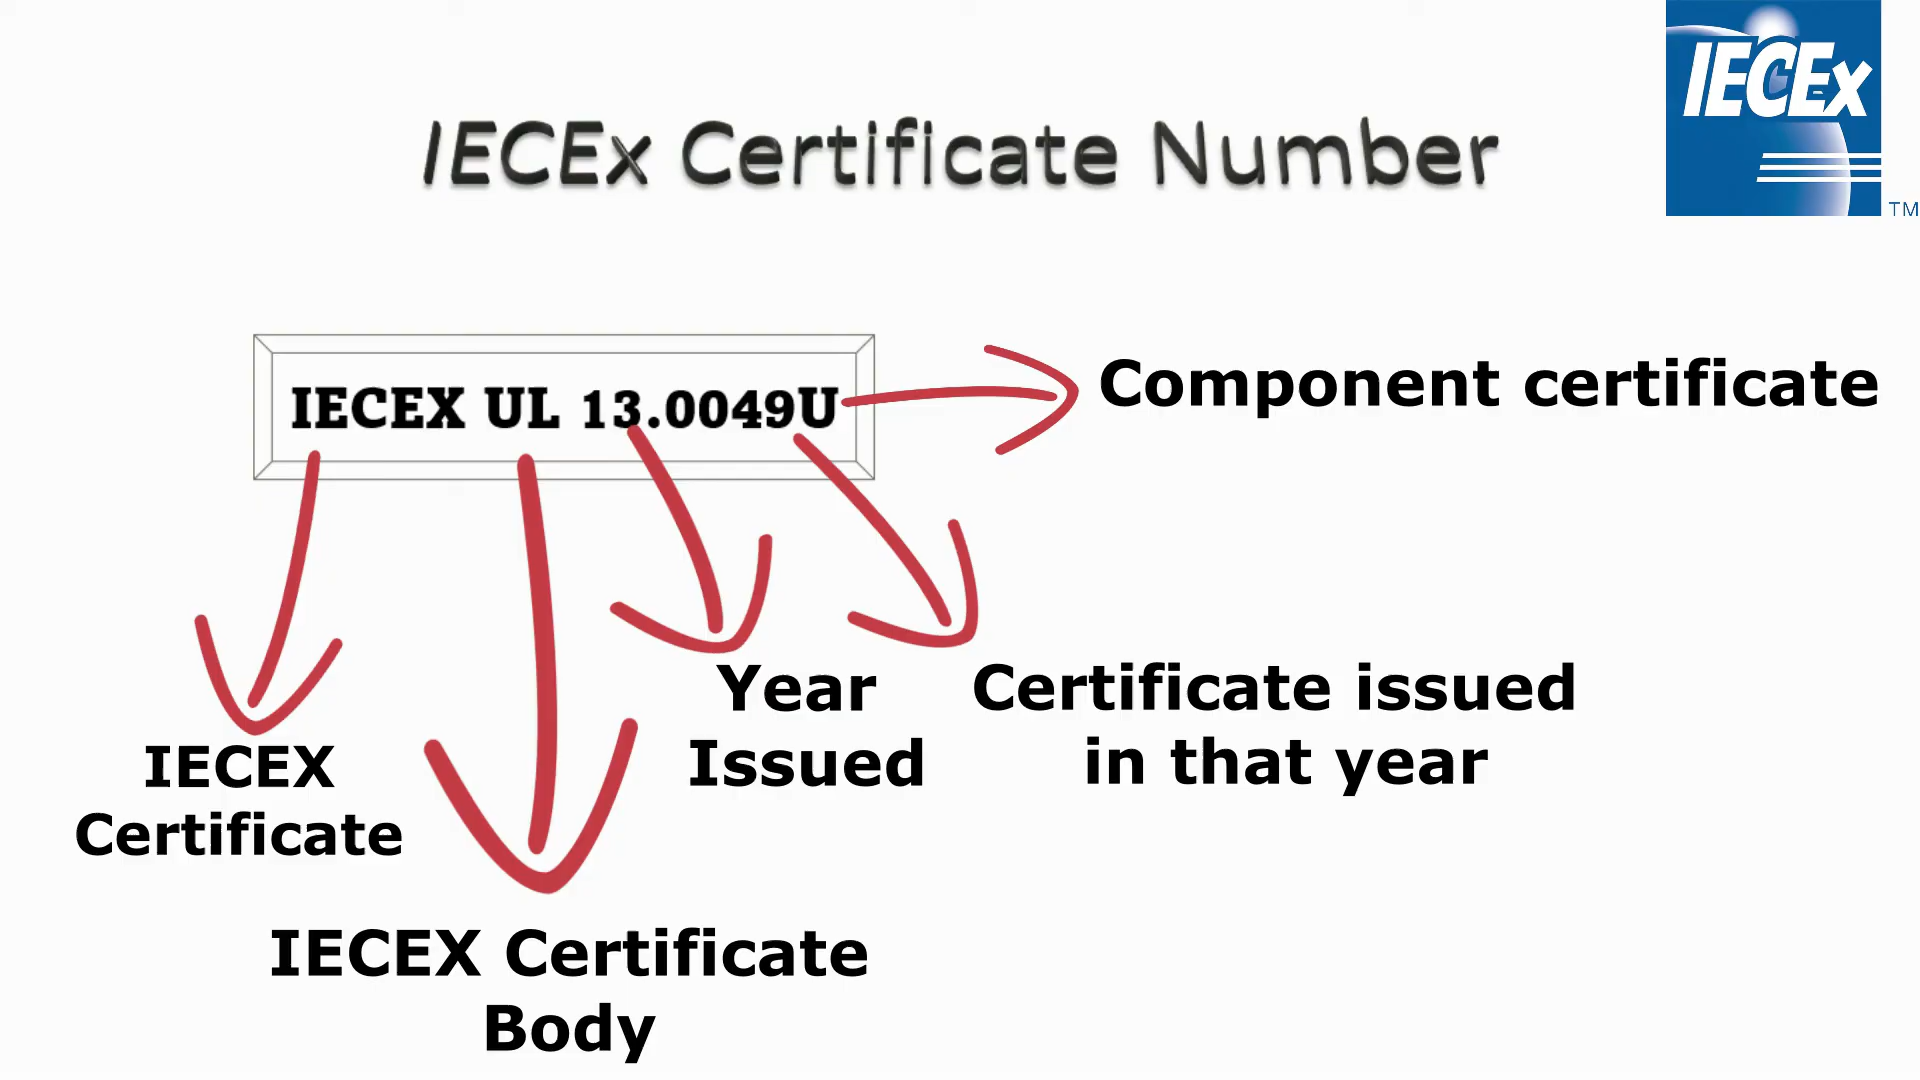 IECEx
TM
IECEx Certificate Number
IECEX UL 13.0049U
Component certificate
Year
Issued
Certificate issued
in that year
IECEX
Certificate
IECEX Certificate
Body